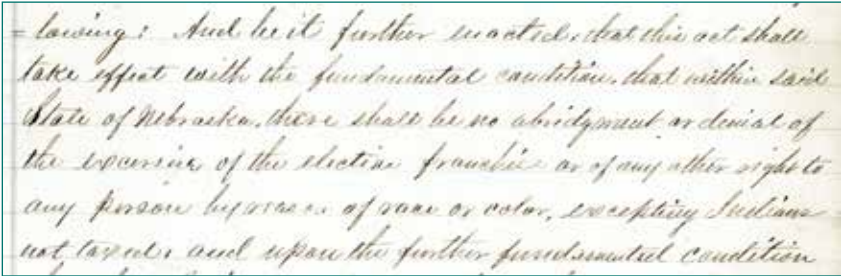 = lowing: And be it further enacted, that this act shall
take effect with the fundamental condition, that within said
State of Nebraska, there shall be no abridgment or denial of
the exercise of the elective franchise or of any other right to
any person by reason of race or color, excepting Indians
not taxed: and upon the further fundamental condition